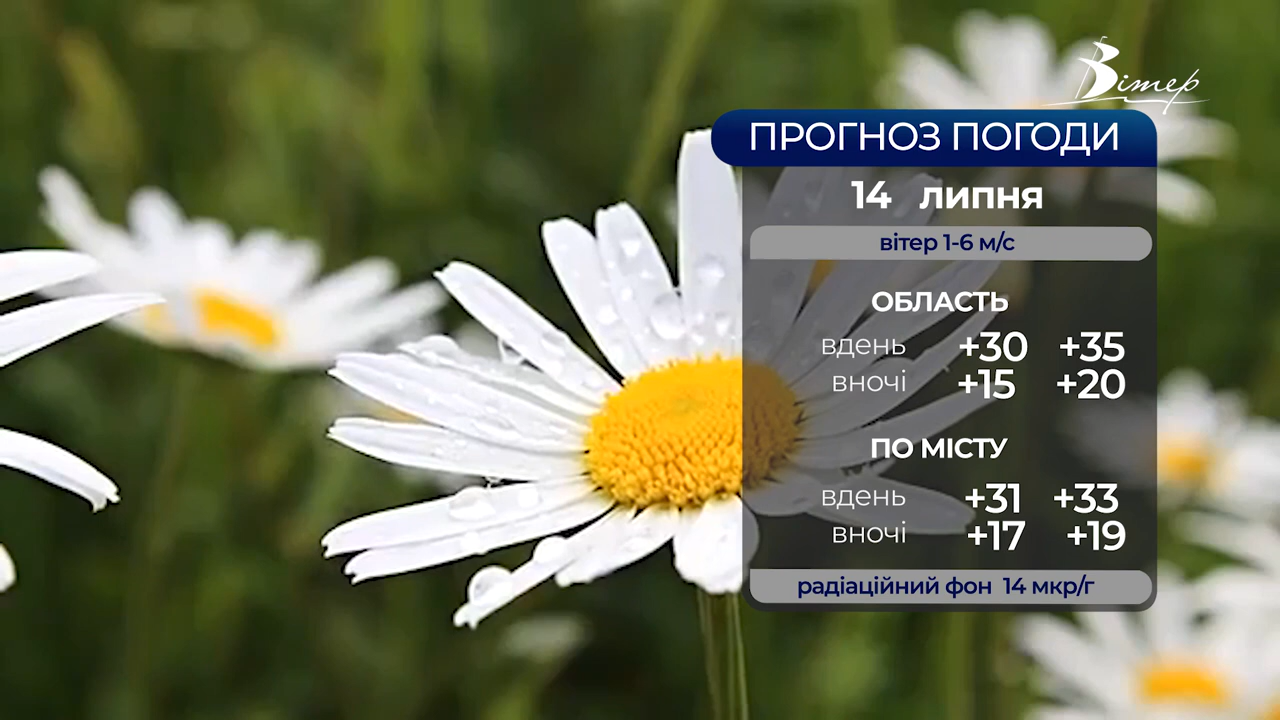 Вітер
ПРОГНОЗ ПОГОДИ
14 липня
вітер 1-6 м/с
ОБЛАСТЬ
вдень +30 +35
вночі +15 +20
ПО МІСТУ
вдень +31 +33
вночі +17 +19
радіаційний фон 14 мкр/г